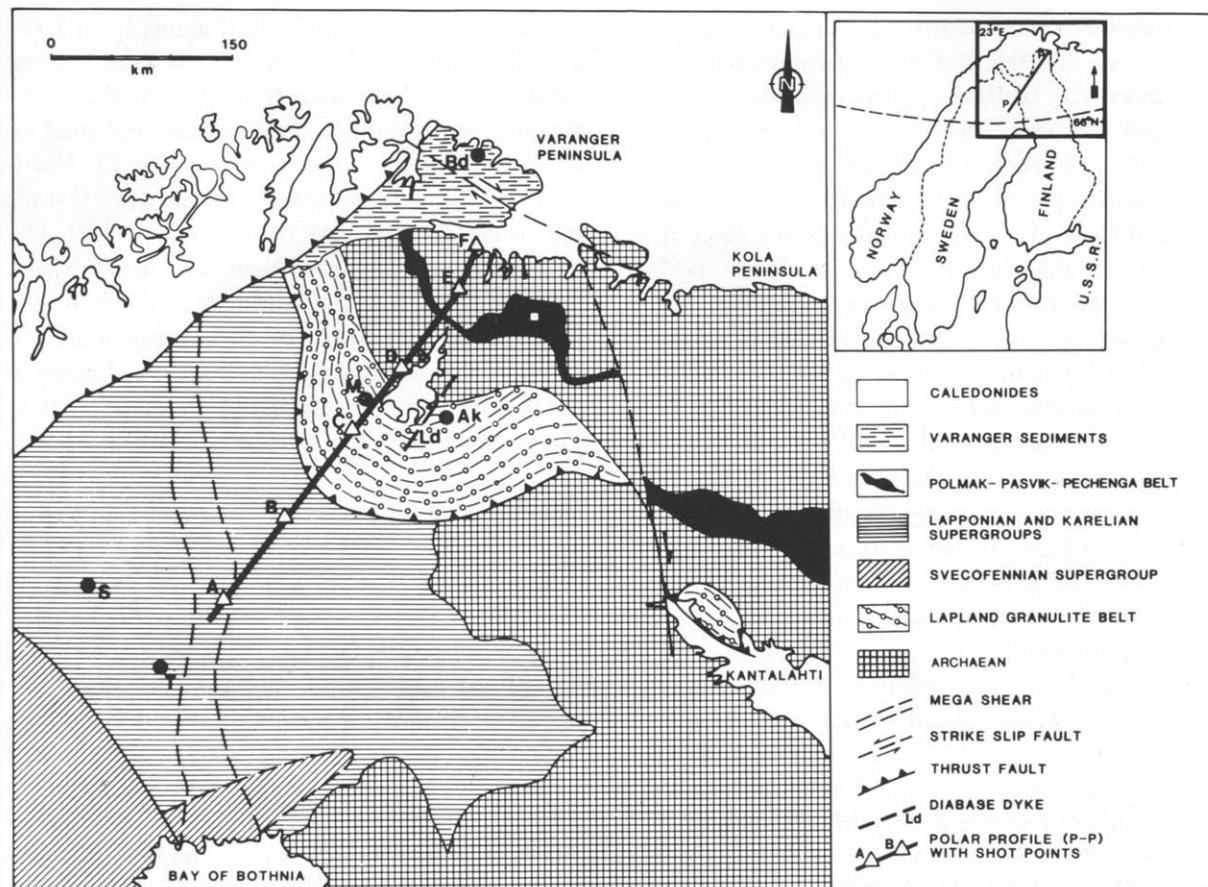 0 150
km
N
VARANGER
PENINSULA
Bd
F
KOLA
PENINSULA
E
D
M
C
Ak
Ld
B
A
S
T
KANTALAHTI
BAY OF BOTHNIA
23°E
P
P
66°N
NORWAY
SWEDEN
FINLAND
U.S.S.R.
CALEDONIDES
VARANGER SEDIMENTS
POLMAK-PASVIK-PECHENGA BELT
LAPPONIAN AND KARELIAN
SUPERGROUPS
SVECOFENNIAN SUPERGROUP
LAPLAND GRANULITE BELT
ARCHAEAN
MEGA SHEAR
STRIKE SLIP FAULT
THRUST FAULT
DIABASE DYKE
Ld
A B
POLAR PROFILE (P-P)
WITH SHOT POINTS